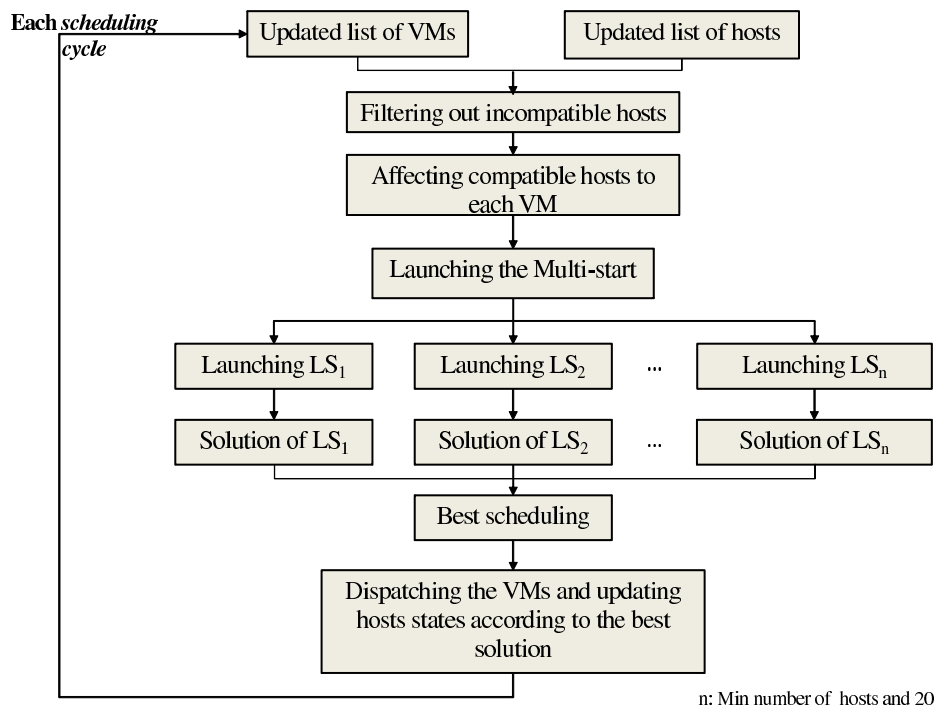 Each scheduling
cycle
Updated list of VMs
Updated list of hosts
Filtering out incompatible hosts
Affecting compatible hosts to
each VM
Launching the Multi-start
Launching LS1
Launching LS2
...
Launching LSn
Solution of LS1
Solution of LS2
...
Solution of LSn
Best scheduling
Dispatching the VMs and updating
hosts states according to the best
solution
n: Min number of hosts and 20